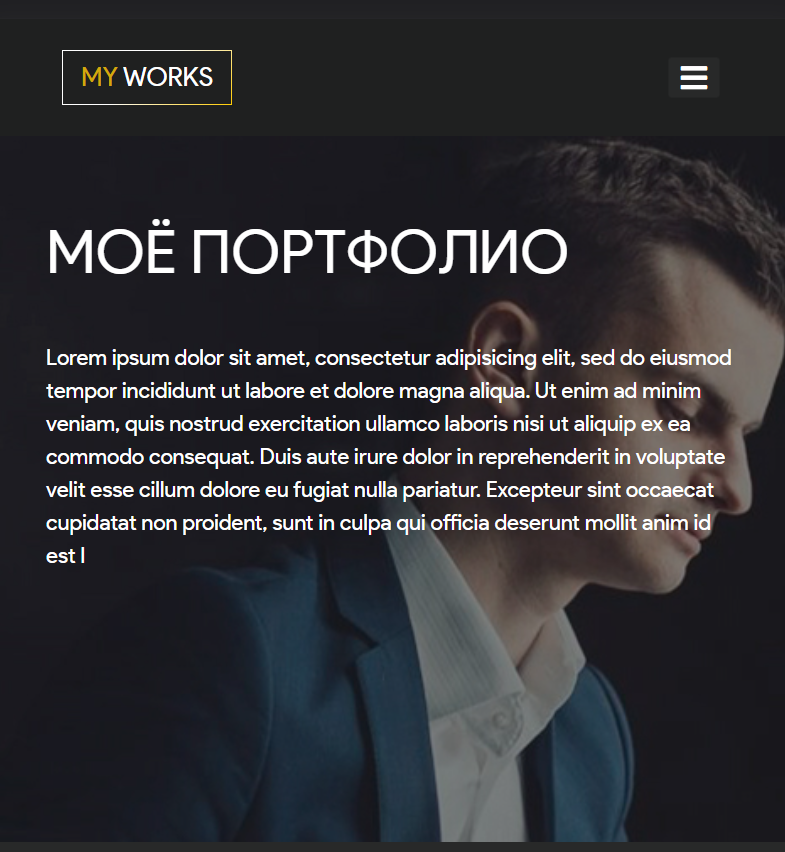 MY WORKS
МОЁ ПОРТФОЛИО
Lorem ipsum dolor sit amet, consectetur adipisicing elit, sed do eiusmod
tempor incididunt ut labore et dolore magna aliqua. Ut enim ad minim
veniam, quis nostrud exercitation ullamco laboris nisi ut aliquip ex ea
commodo consequat. Duis aute irure dolor in reprehenderit in voluptate
velit esse cillum dolore eu fugiat nulla pariatur. Excepteur sint occaecat
cupidatat non proident, sunt in culpa qui officia deserunt mollit anim id
est l